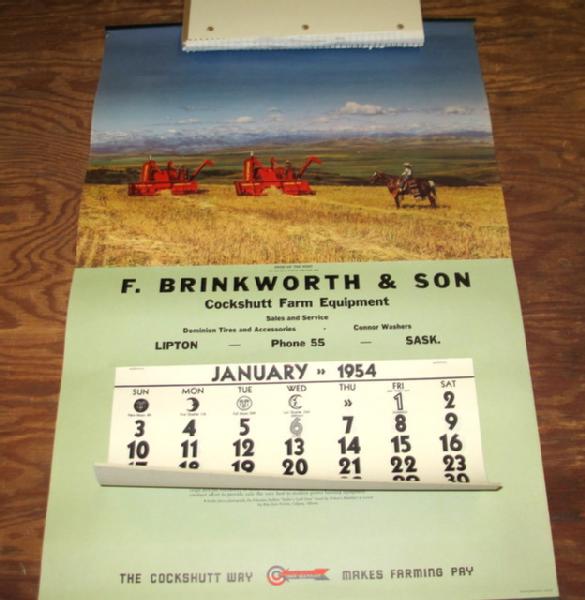 F. BRINKWORTH & SON
Cockshutt Farm Equipment
Sales and Service
Dominion Tires and Accessories - Connor Washers
LIPTON — Phone 55 — SASK.
JANUARY » 1954
SUN MON TUE WED THU FRI SAT
» 1 2
3 4 5 6 7 8 9
10 11 12 13 14 15 16
17 18 19 20 21 22 23
THE COCKSHUTT WAY MAKES FARMING PAY